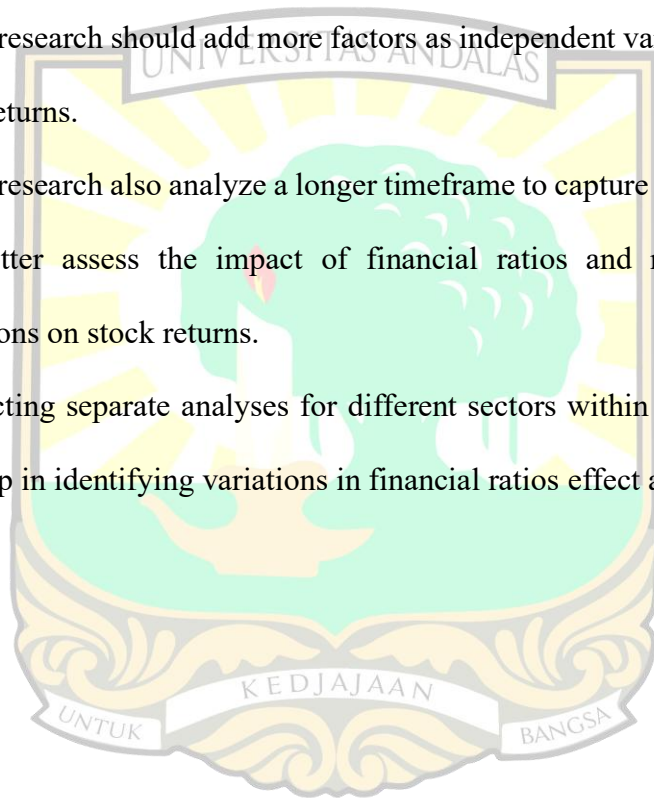 research should add more factors as independent va
UNIVERSITAS ANDALAS
eturns.
research also analyze a longer timeframe to capture
tter assess the impact of financial ratios and
ons on stock returns.
cting separate analyses for different sectors within
p in identifying variations in financial ratios effect a
KEDJAJAAN
UNTUK
BANGSA